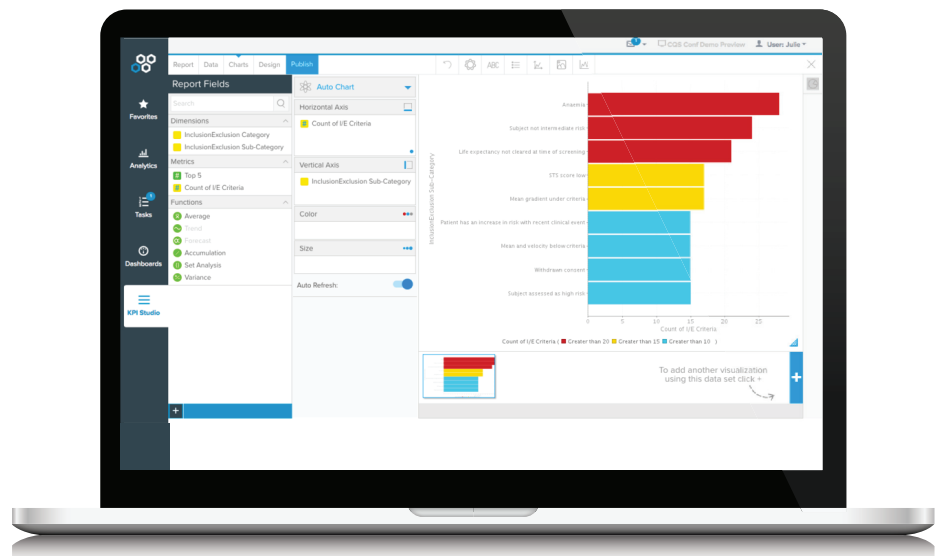 1
CGS Conf Demo Preview
User: Julie
Report Data Charts Design Publish
ABC
Favorites
Analytics
1
Tasks
Dashboards
KPI Studio
Report Fields
Search
Dimensions
InclusionExclusion Category
InclusionExclusion Sub-Category
Metrics
Top 5
Count of I/E Criteria
Functions
Average
Trend
Forecast
Accumulation
Set Analysis
Variance
+
Auto Chart
Horizontal Axis
Count of I/E Criteria
Vertical Axis
InclusionExclusion Sub-Category
Color
Size
Auto Refresh:
InclusionExclusion Sub-Category
Anaemia
Subject not intermediate risk
Life expectancy not cleared at time of screening
STS score low
Mean gradient under criteria
Patient has an increase in risk with recent clinical event
Mean and velocity below criteria
Withdrawn consent
Subject assessed as high risk
0 5 10 15 20 25
Count of I/E Criteria
Count of I/E Criteria ( Greater than 20 Greater than 15 Greater than 10 )
To add another visualization
using this data set click +
+